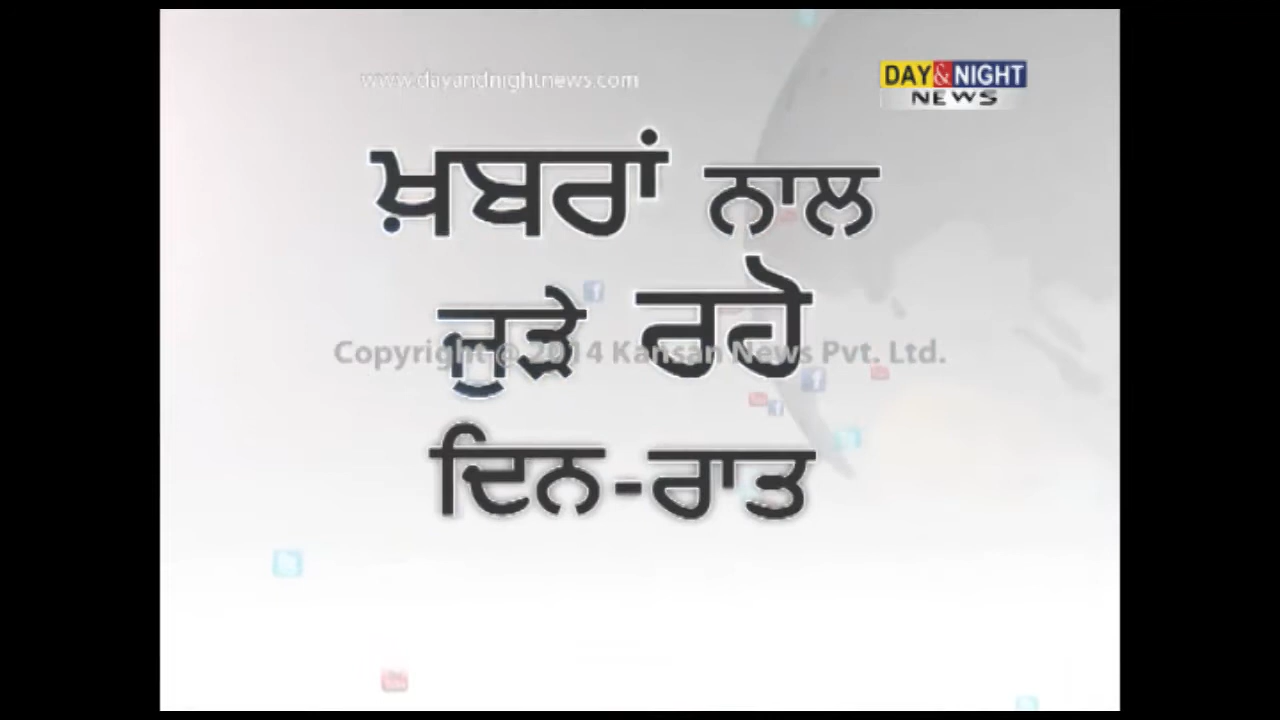 www.dayandnightnews.com
DAY&NIGHT
NEWS
ਖ਼ਬਰਾਂ ਨਾਲ
ਜੁੜੇ ਰਹੋ
Copyright @ 2014 Kansan News Pvt. Ltd.
ਦਿਨ-ਰਾਤ